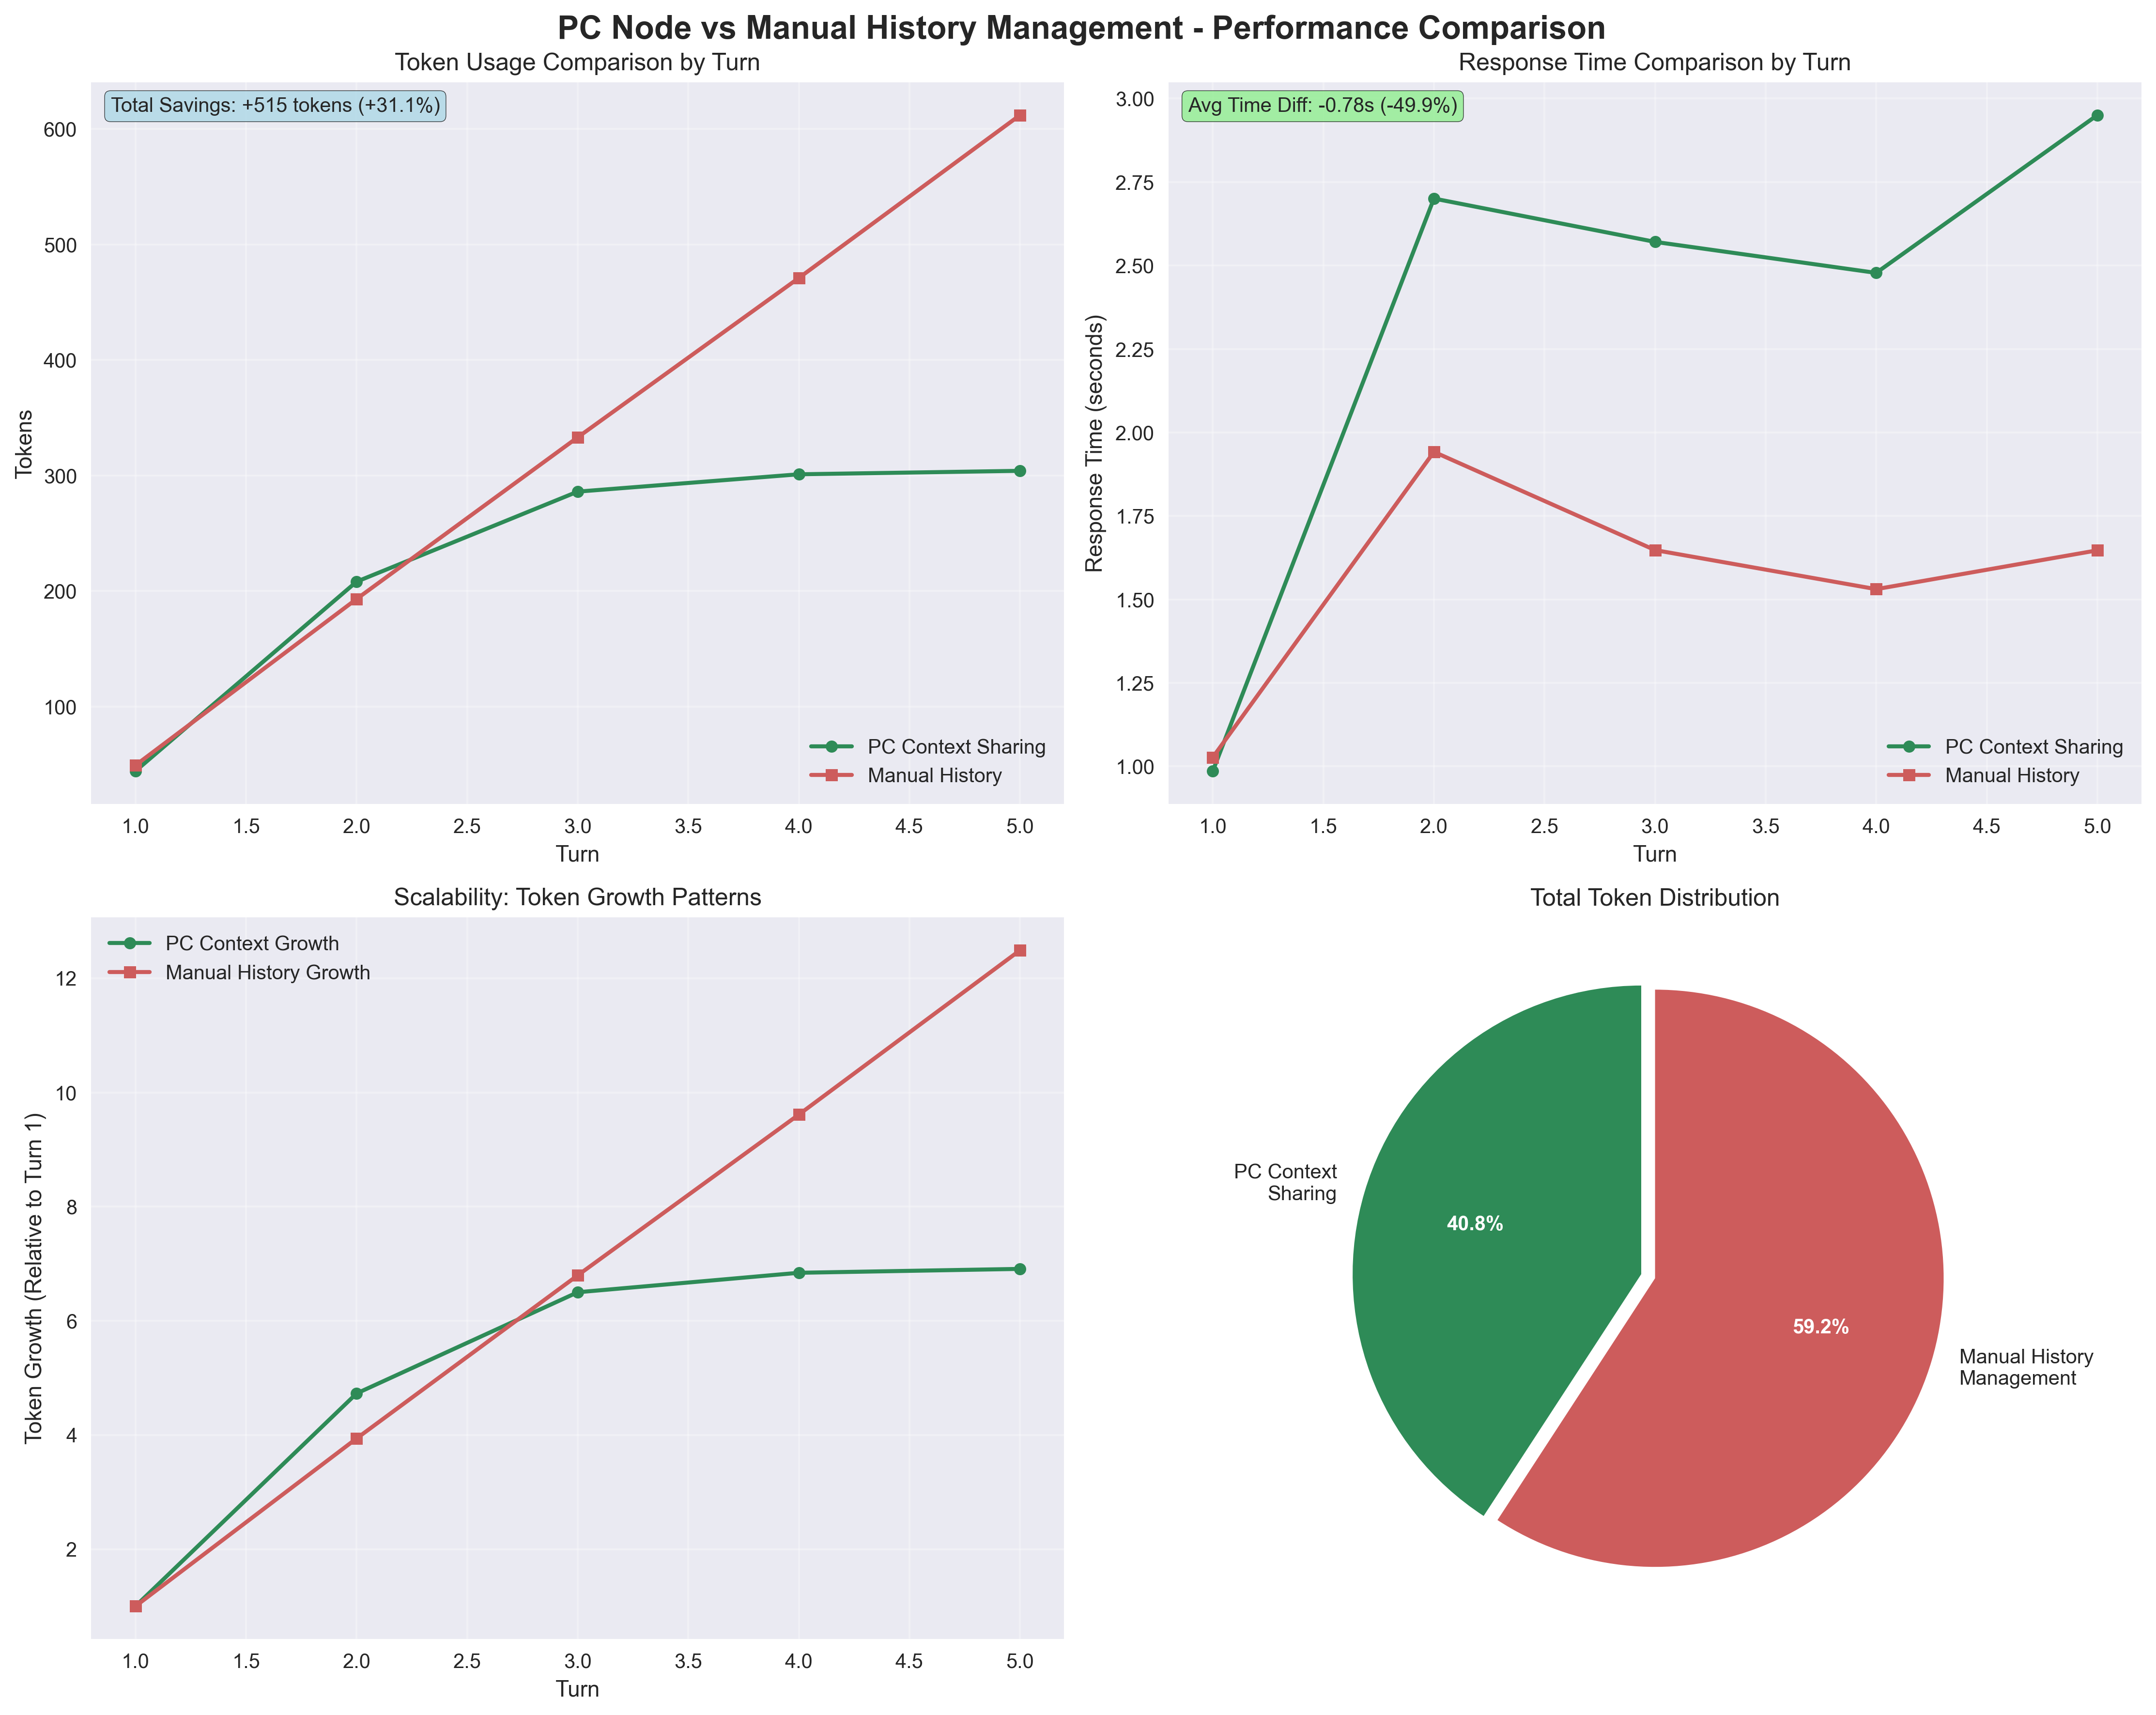 PC Node vs Manual History Management - Performance Comparison
Token Usage Comparison by Turn
Total Savings: +515 tokens (+31.1%)
Tokens
600
500
400
300
200
100
PC Context Sharing
Manual History
1.0 1.5 2.0 2.5 3.0 3.5 4.0 4.5 5.0
Turn
Response Time Comparison by Turn
Avg Time Diff: -0.78s (-49.9%)
Response Time (seconds)
3.00
2.75
2.50
2.25
2.00
1.75
1.50
1.25
1.00
PC Context Sharing
Manual History
1.0 1.5 2.0 2.5 3.0 3.5 4.0 4.5 5.0
Turn
Scalability: Token Growth Patterns
PC Context Growth
Manual History Growth
Token Growth (Relative to Turn 1)
12
10
8
6
4
2
1.0 1.5 2.0 2.5 3.0 3.5 4.0 4.5 5.0
Turn
Total Token Distribution
PC Context
Sharing
40.8%
59.2%
Manual History
Management